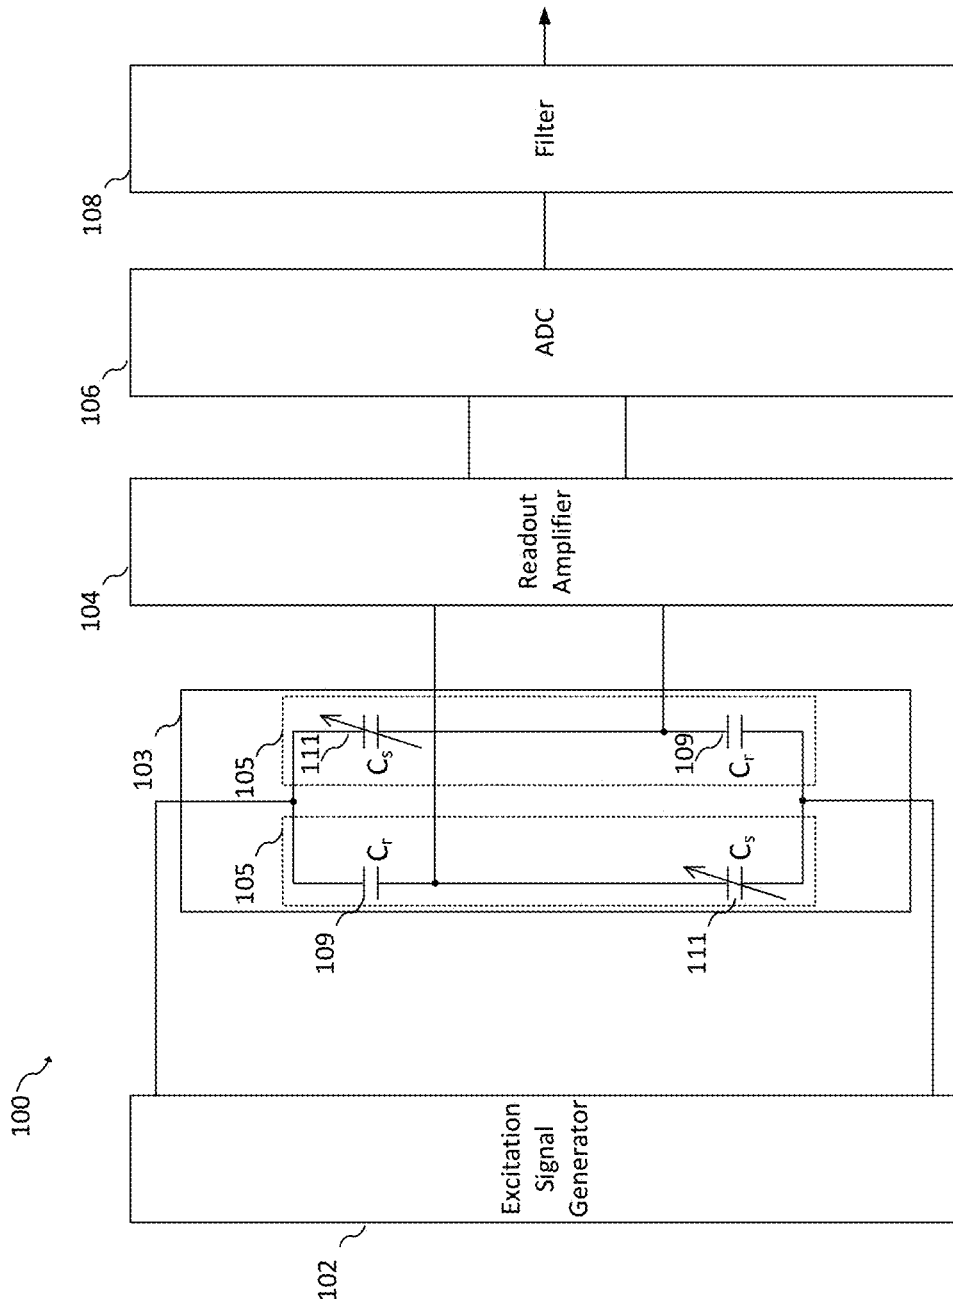 100
102
Excitation
Signal
Generator
103
105
105
109
Cr
111
Cs
111
Cs
109
Cr
104
Readout
Amplifier
106
ADC
108
Filter